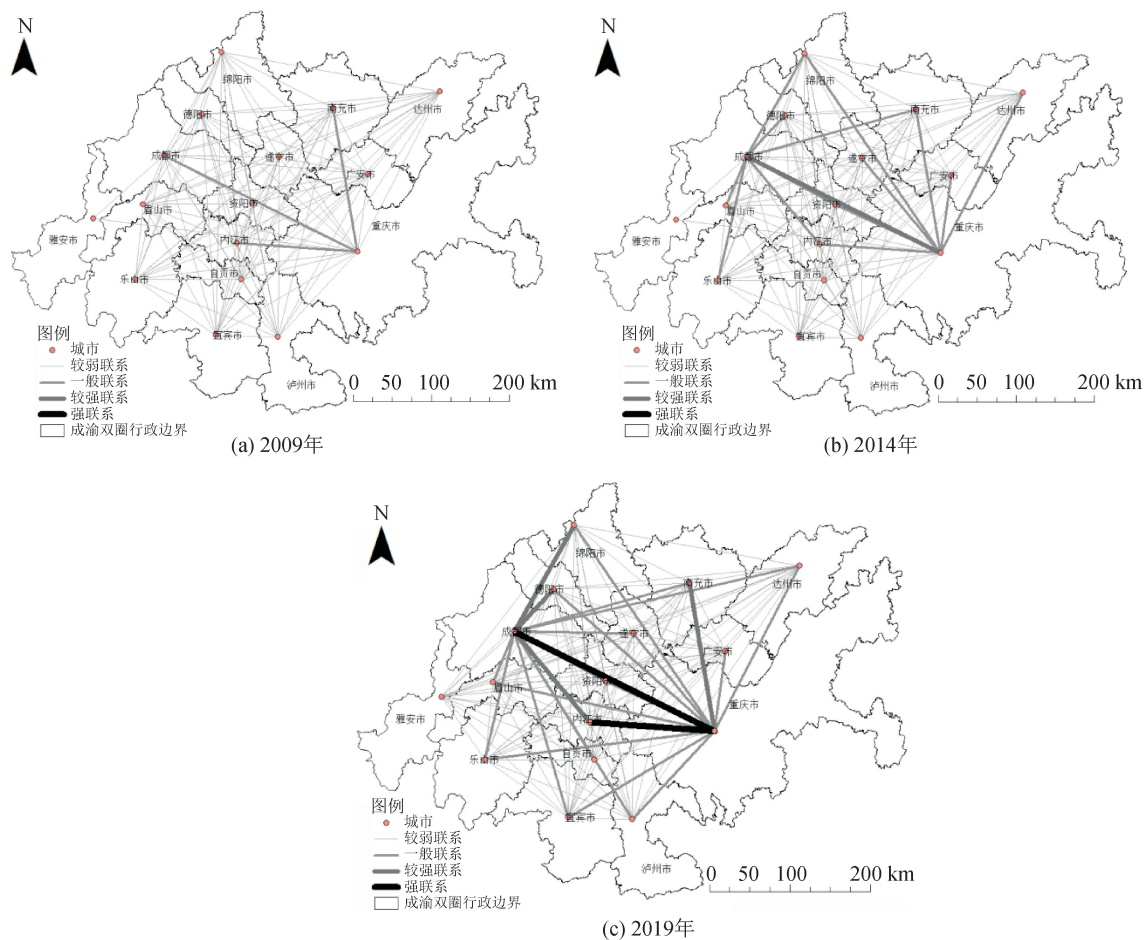 N
绵阳市
德阳市
南充市
达州市
成都市
遂宁市
广安市
眉山市
资阳市
重庆市
雅安市
内江市
自贡市
乐山市
宜宾市
泸州市
图例
城市
较弱联系
一般联系
较强联系
强联系
成渝双圈行政边界
0 50 100 200 km
(a) 2009年
N
绵阳市
德阳市
南充市
达州市
成都市
遂宁市
广安市
眉山市
资阳市
重庆市
雅安市
内江市
自贡市
乐山市
宜宾市
泸州市
图例
城市
较弱联系
一般联系
较强联系
强联系
成渝双圈行政边界
0 50 100 200 km
(b) 2014年
N
绵阳市
德阳市
南充市
达州市
成都市
遂宁市
广安市
眉山市
资阳市
重庆市
雅安市
内江市
自贡市
乐山市
宜宾市
泸州市
图例
城市
较弱联系
一般联系
较强联系
强联系
成渝双圈行政边界
0 50 100 200 km
(c) 2019年